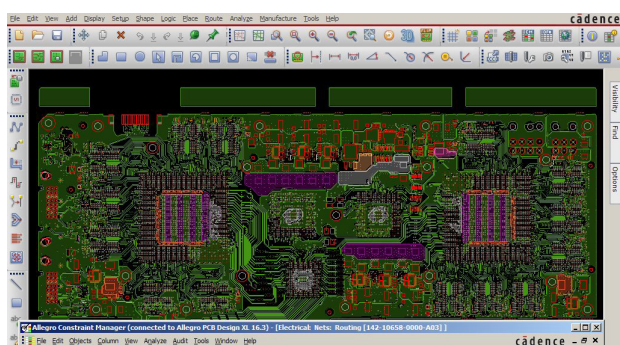 File Edit View Add Display Setup Shape Logic Place Route Analyze Manufacture Tools Help cādence
Visibility
Find
Options
Allegro Constraint Manager (connected to Allegro PCB Design XL 16.3) - [Electrical: Nets: Routing [142-10658-0000-A03] ]
File Edit Objects Column View Analyze Audit Tools Window Help cādence